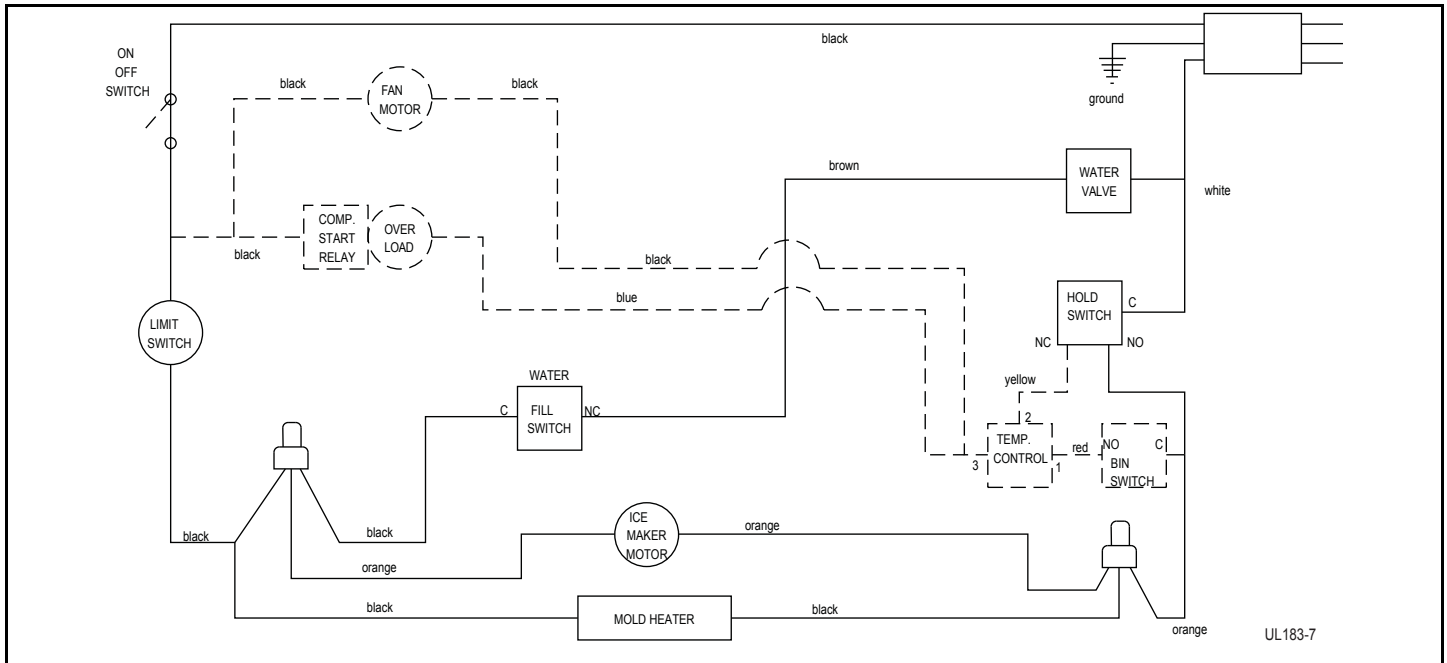 black
ON
OFF
SWITCH
ground
black
FAN
MOTOR
black
brown
WATER
VALVE
white
COMP.
START
RELAY
OVER
LOAD
black
black
blue
HOLD
SWITCH
C
NC
NO
LIMIT
SWITCH
WATER
C
FILL
SWITCH
NC
yellow
2
TEMP.
CONTROL
3
1
red
NO
C
BIN
SWITCH
black
black
orange
ICE
MAKER
MOTOR
orange
black
MOLD HEATER
black
orange
UL183-7